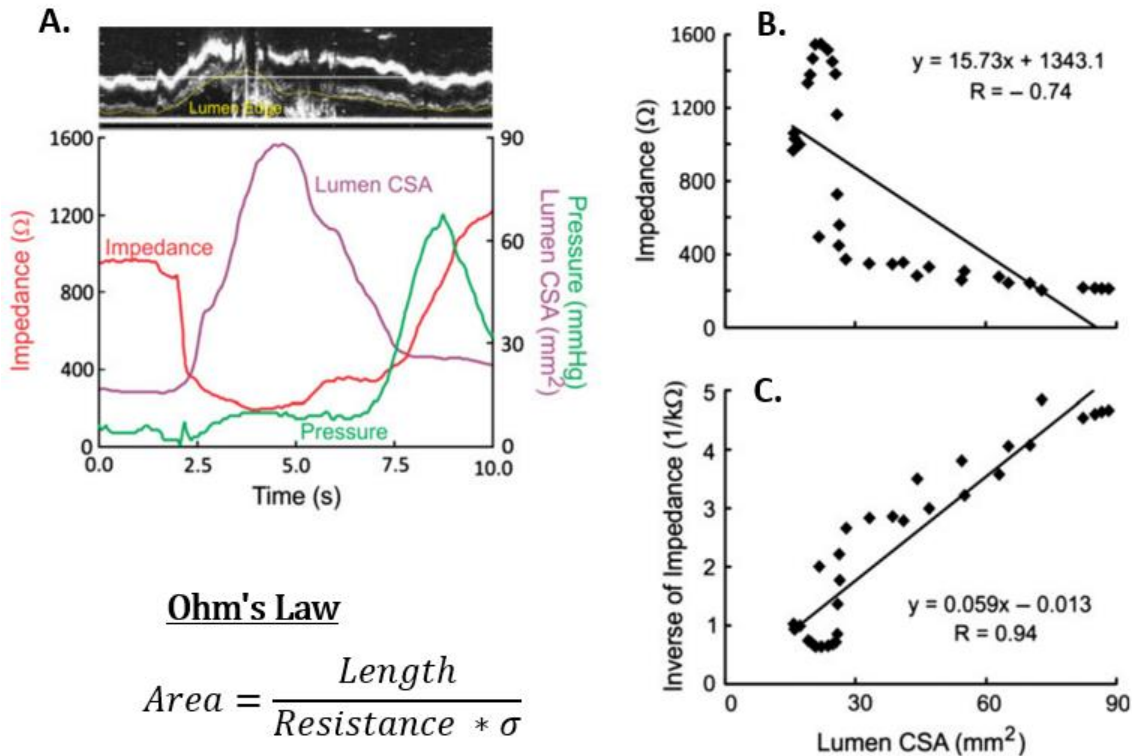 A.
Lumen Edge
1600
1200
800
400
0
Impedance (Ω)
Impedance
Lumen CSA
Pressure
90
60
30
0
Lumen CSA (mm²)
Pressure (mmHg)
0.0 2.5 5.0 7.5 10.0
Time (s)
Ohm's Law
Area = Length / Resistance * σ
B.
y = 15.73x + 1343.1
R = – 0.74
1600
1200
800
400
0
Impedance (Ω)
C.
5
4
3
2
1
0
Inverse of Impedance (1/kΩ)
y = 0.059x – 0.013
R = 0.94
0 30 60 90
Lumen CSA (mm²)